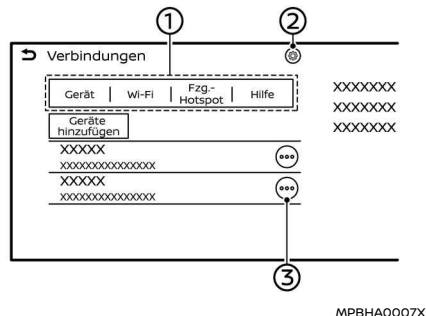 1
2
Verbindungen
Gerät
Wi-Fi
Fzg.-
Hotspot
Hilfe
XXXXXXX
XXXXXXX
XXXXXXX
Geräte
hinzufügen
XXXXX
XXXXXXXXXXXXXXX
XXXXX
XXXXXXXXXXXXXXX
3
MPBHA0007X